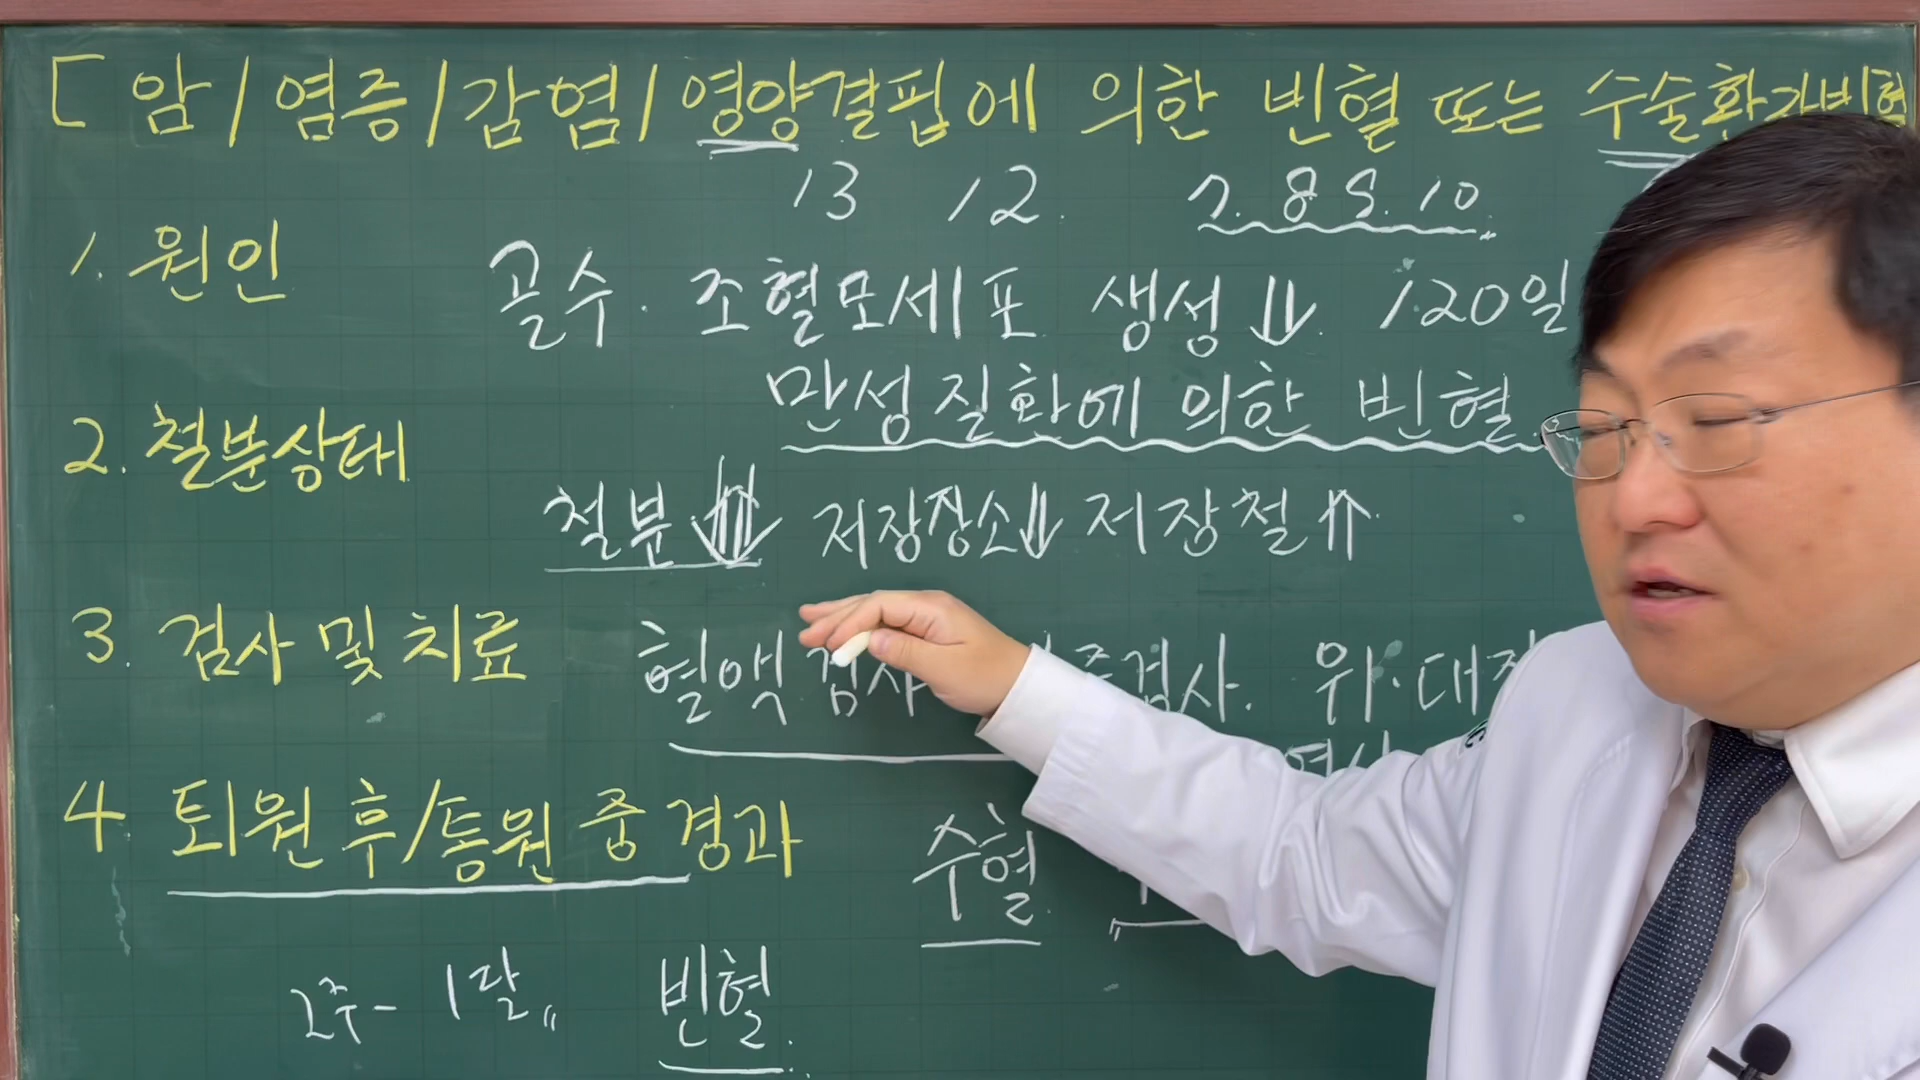 [ 암 / 염증 / 감염 / 영양결핍에 의한 빈혈 또는 수술환자빈혈
13 12. 7. 8 9. 10.
1. 원인 골수. 조혈모세포 생성 ↓ 120일
만성질환에 의한 빈혈
2. 철분상태
철분 ↓ 저장장소 ↓ 저장철 ↑
3. 검사 및 치료 혈액검사 검사. 위·대장
4. 퇴원 후/통원 중 경과 수혈.
2주 - 1달 〃 빈혈.